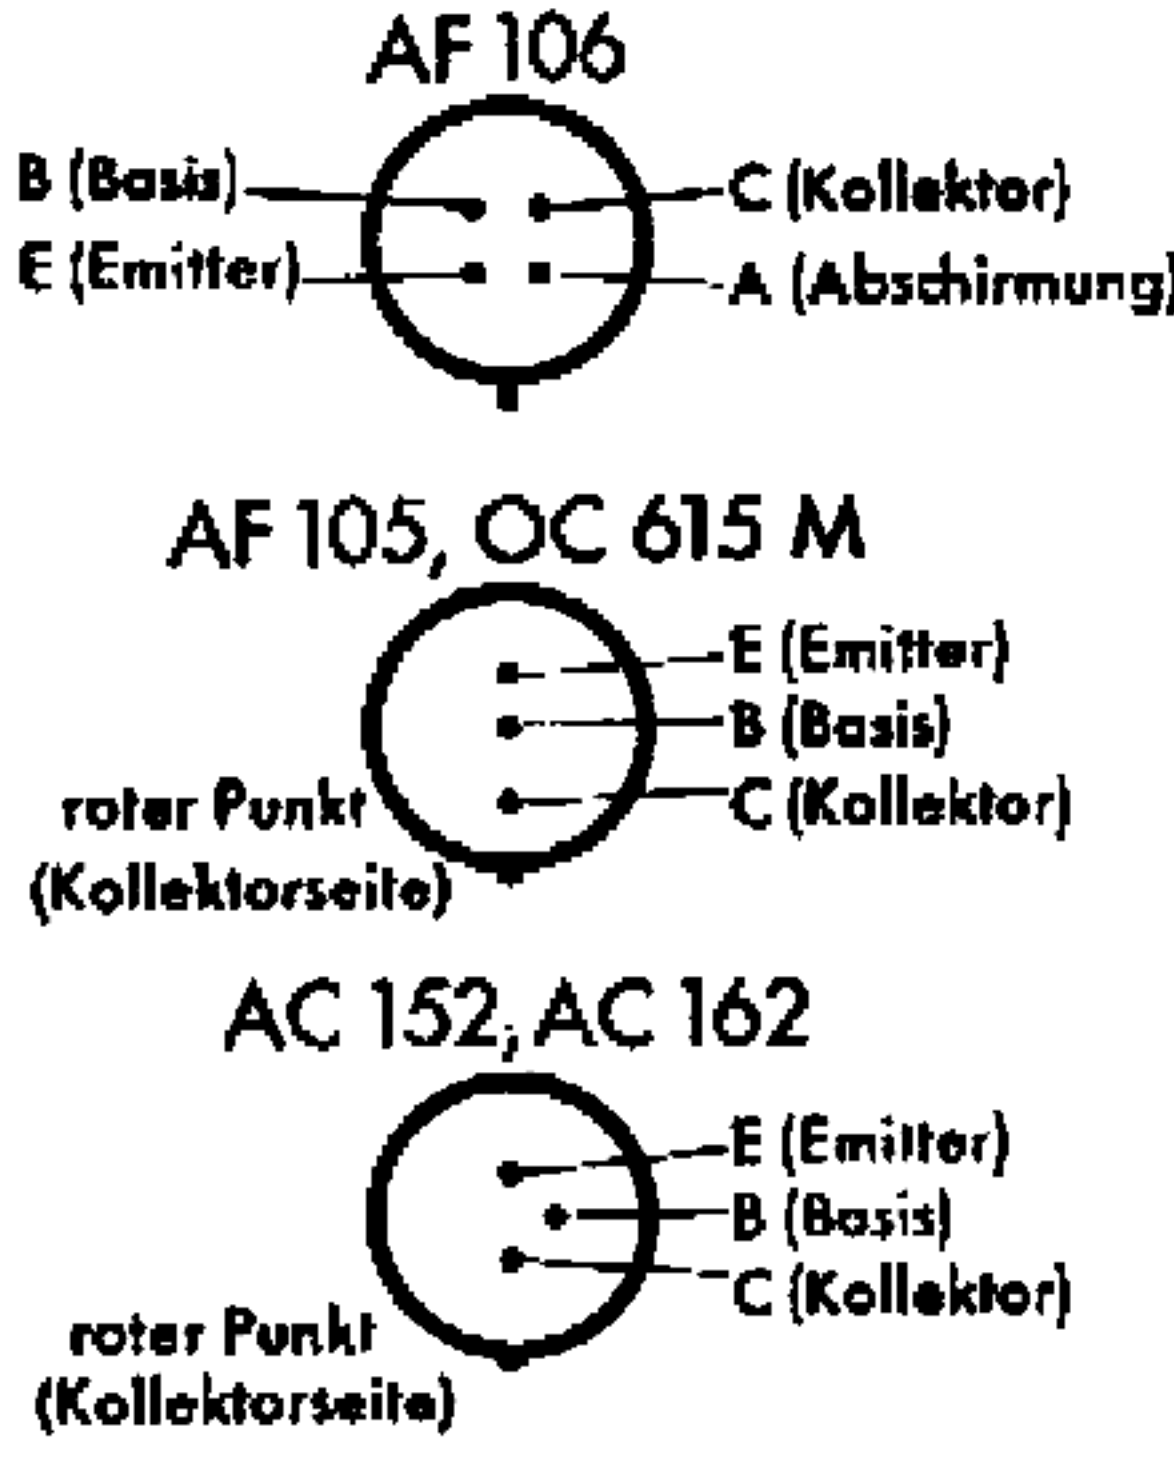 AF 106
B (Basis)
C (Kollektor)
E (Emitter)
A (Abschirmung)
AF 105, OC 615 M
E (Emitter)
B (Basis)
C (Kollektor)
roter Punkt
(Kollektorseite)
AC 152, AC 162
E (Emitter)
B (Basis)
C (Kollektor)
roter Punkt
(Kollektorseite)